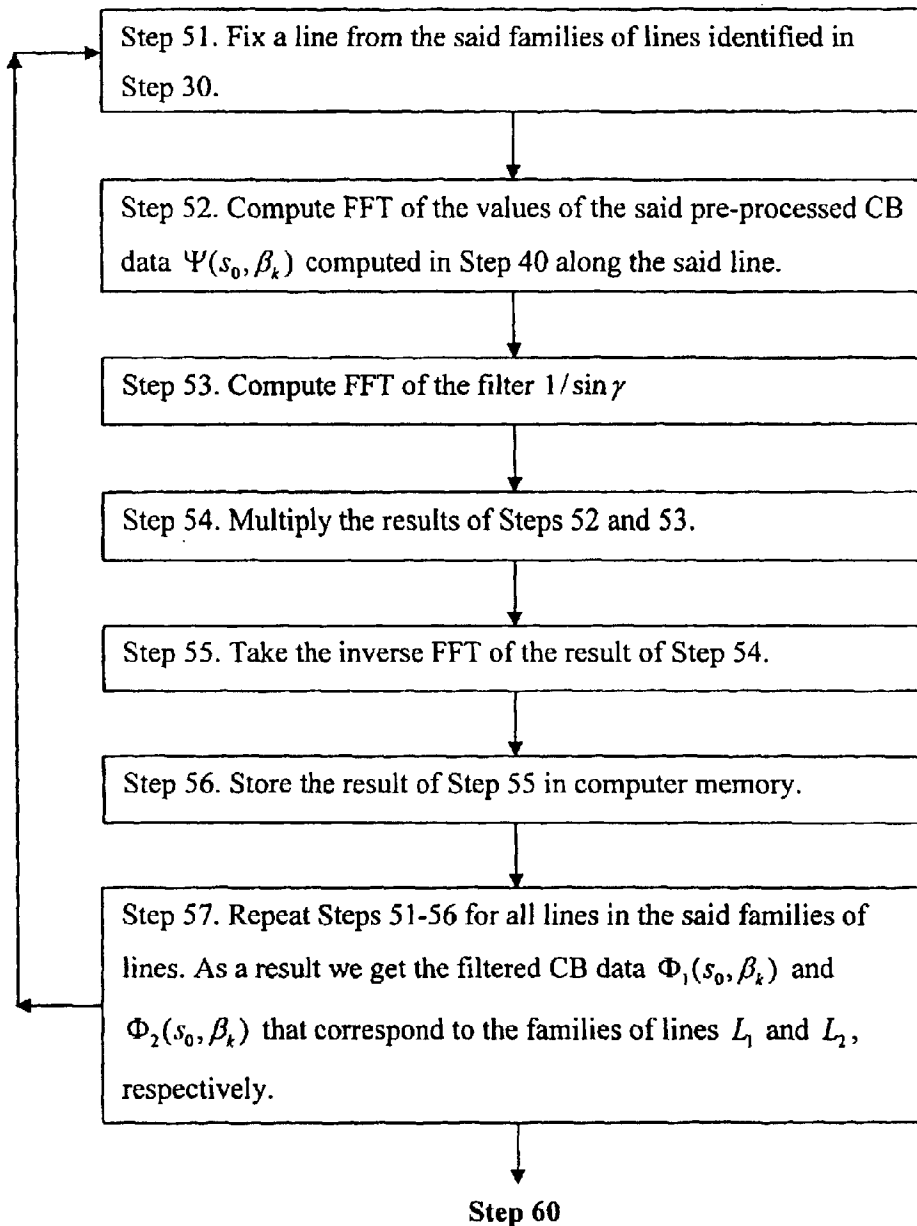 Step 51. Fix a line from the said families of lines identified in
Step 30.
Step 52. Compute FFT of the values of the said pre-processed CB
data Ψ(s₀, βₖ) computed in Step 40 along the said line.
Step 53. Compute FFT of the filter 1/sin γ
Step 54. Multiply the results of Steps 52 and 53.
Step 55. Take the inverse FFT of the result of Step 54.
Step 56. Store the result of Step 55 in computer memory.
Step 57. Repeat Steps 51-56 for all lines in the said families of
lines. As a result we get the filtered CB data Φ₁(s₀, βₖ) and
Φ₂(s₀, βₖ) that correspond to the families of lines L₁ and L₂,
respectively.
Step 60